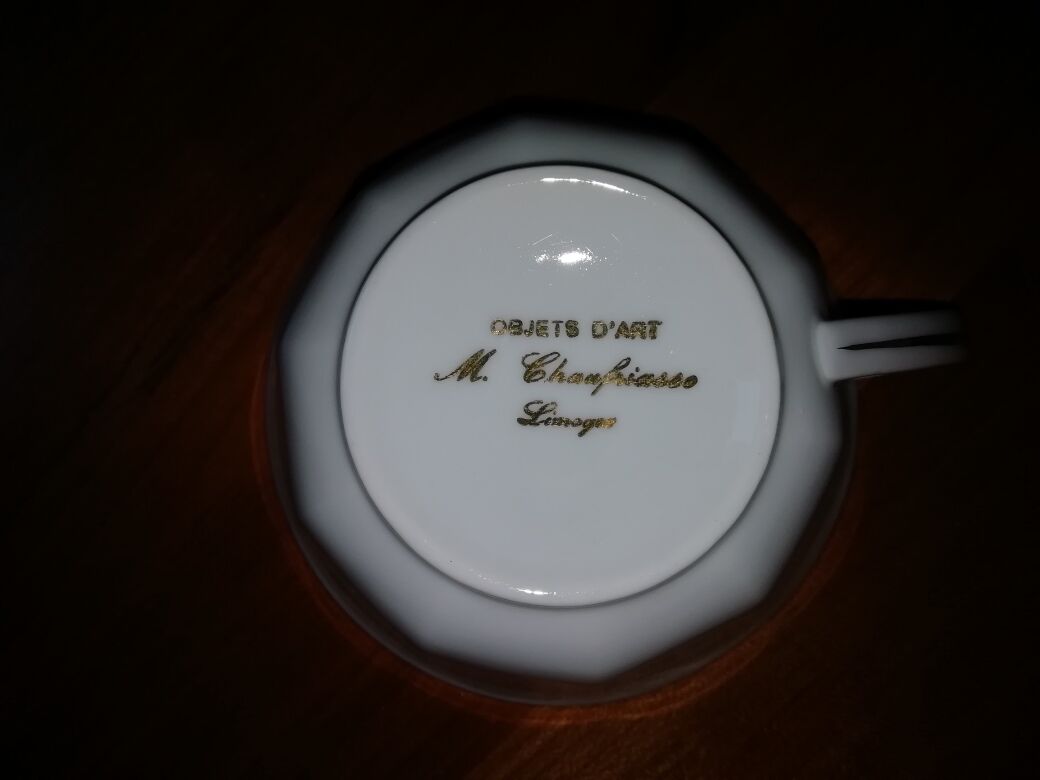 OBJETS D'ART
M. Chaufriasse
Limoges